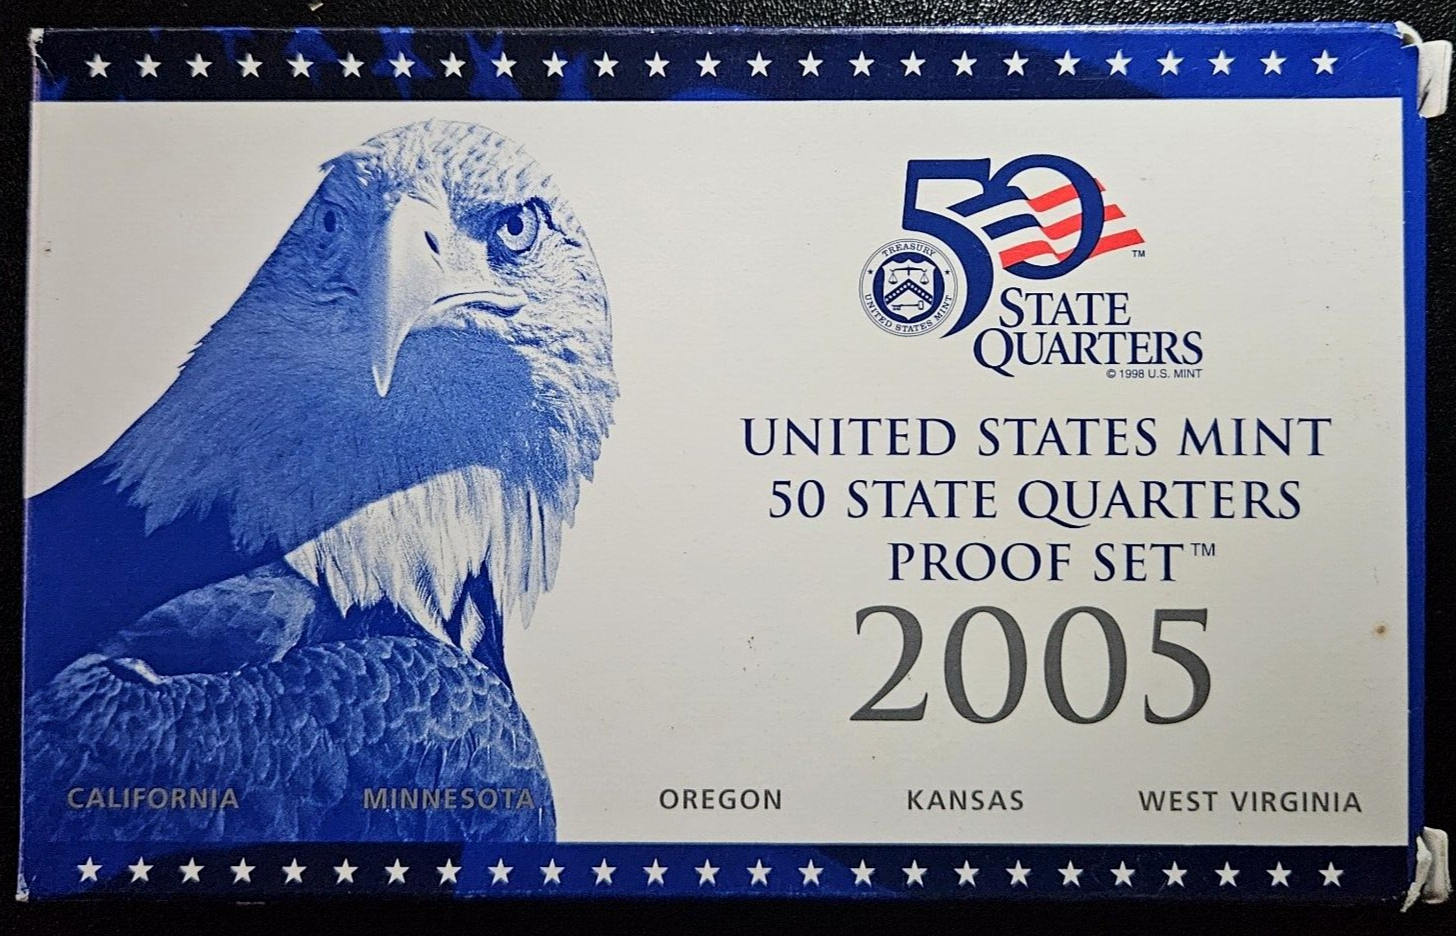 50
TREASURY
UNITED STATES MINT
TM
STATE
QUARTERS
© 1998 U.S. MINT
UNITED STATES MINT
50 STATE QUARTERS
PROOF SET™
2005
CALIFORNIA MINNESOTA OREGON KANSAS WEST VIRGINIA